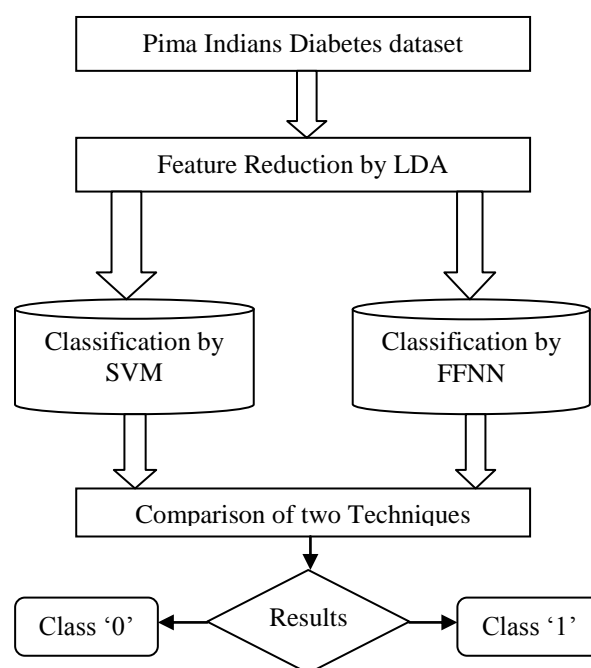 Pima Indians Diabetes dataset
Feature Reduction by LDA
Classification by
SVM
Classification by
FFNN
Comparison of two Techniques
Results
Class ‘0’
Class ‘1’